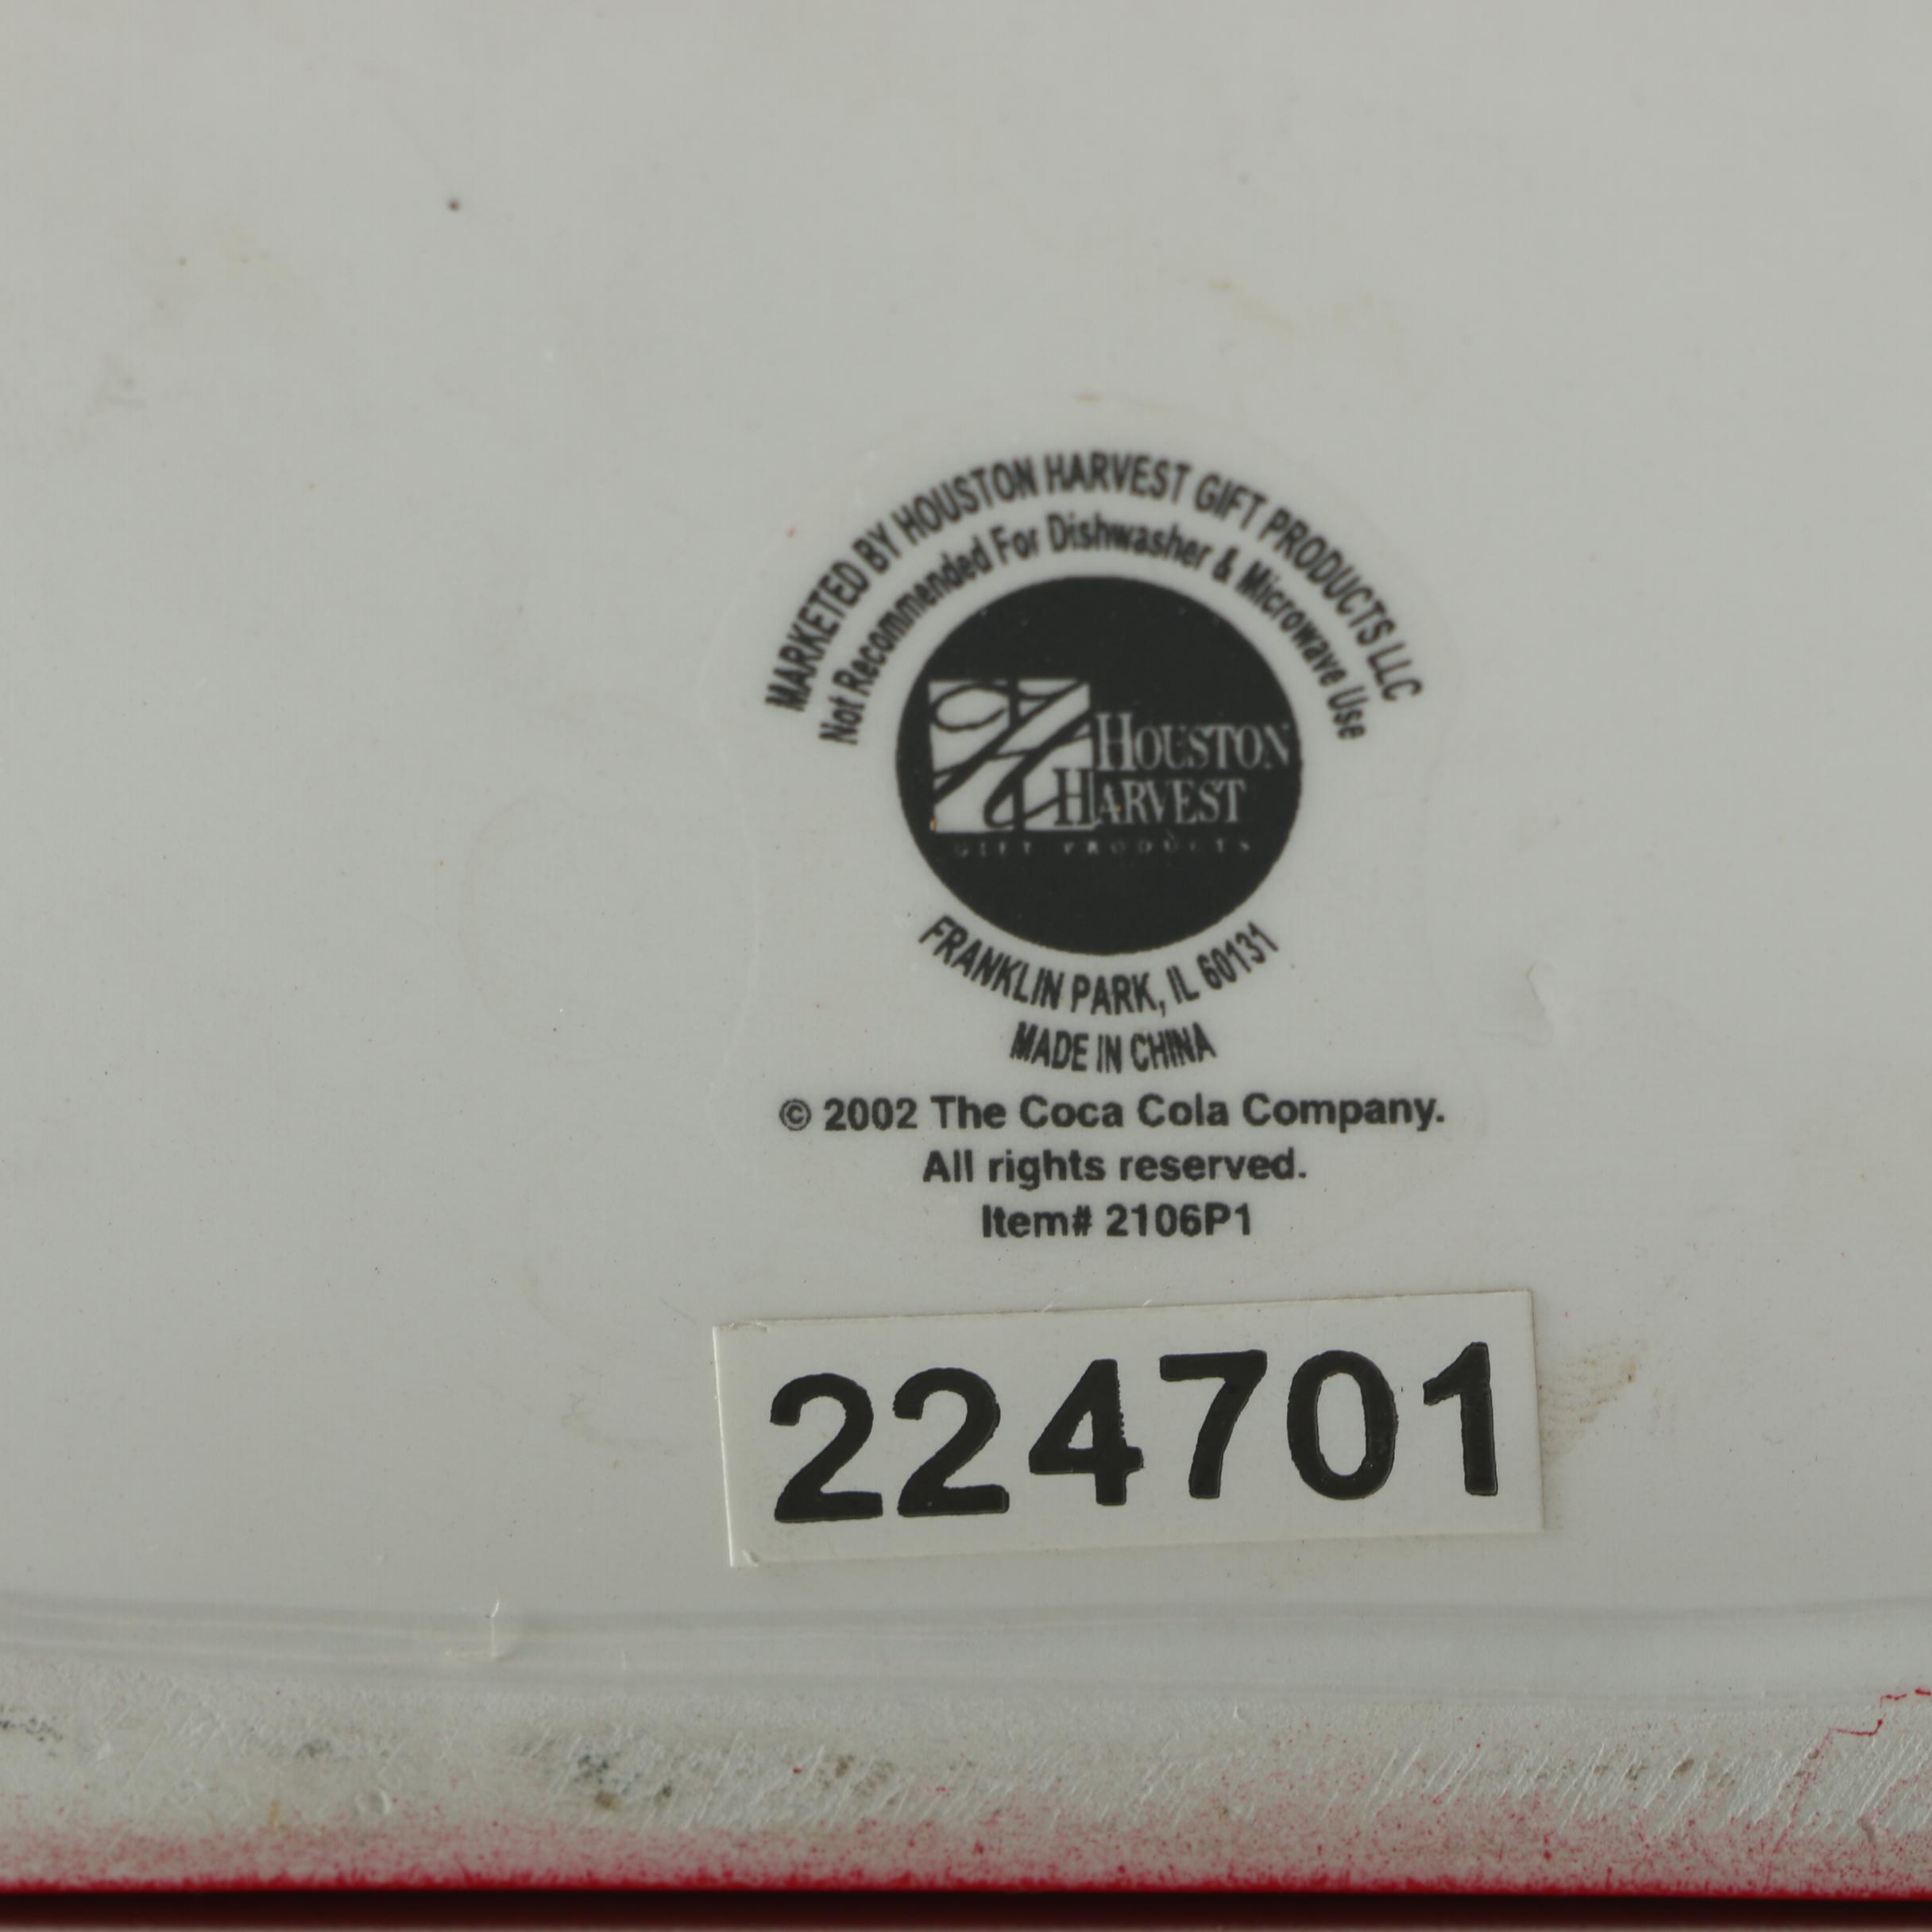 MARKETED BY HOUSTON HARVEST GIFT PRODUCTS LLC
Not Recommended For Dishwasher & Microwave Use
HOUSTON
HARVEST
GIFT PRODUCTS
FRANKLIN PARK, IL 60131
MADE IN CHINA
© 2002 The Coca Cola Company.
All rights reserved.
Item# 2106P1
224701